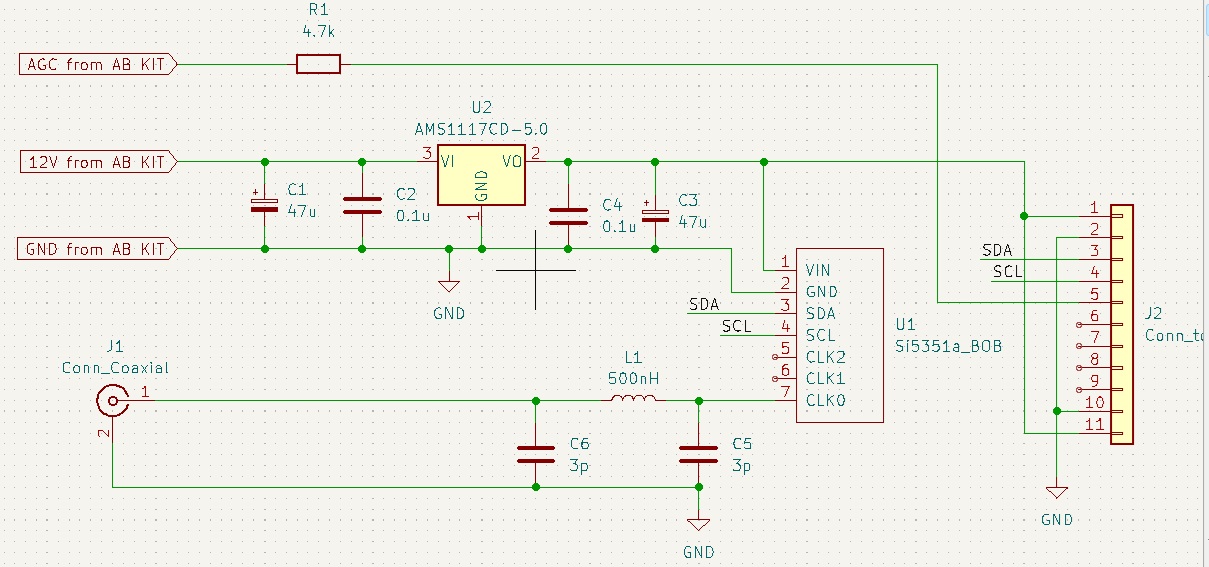 R1
4.7k
AGC from AB KIT
U2
AMS1117CD-5.0
12V from AB KIT
3
VI
VO
2
GND
1
C1
47u
C2
0.1u
C4
0.1u
C3
47u
GND from AB KIT
GND
1
2
3
4
5
6
7
VIN
GND
SDA
SCL
CLK2
CLK1
CLK0
SDA
SCL
U1
Si5351a_BOB
SDA
SCL
1
2
3
4
5
6
7
8
9
10
11
J2
J1
Conn_Coaxial
1
2
L1
500nH
C6
3p
C5
3p
GND
GND